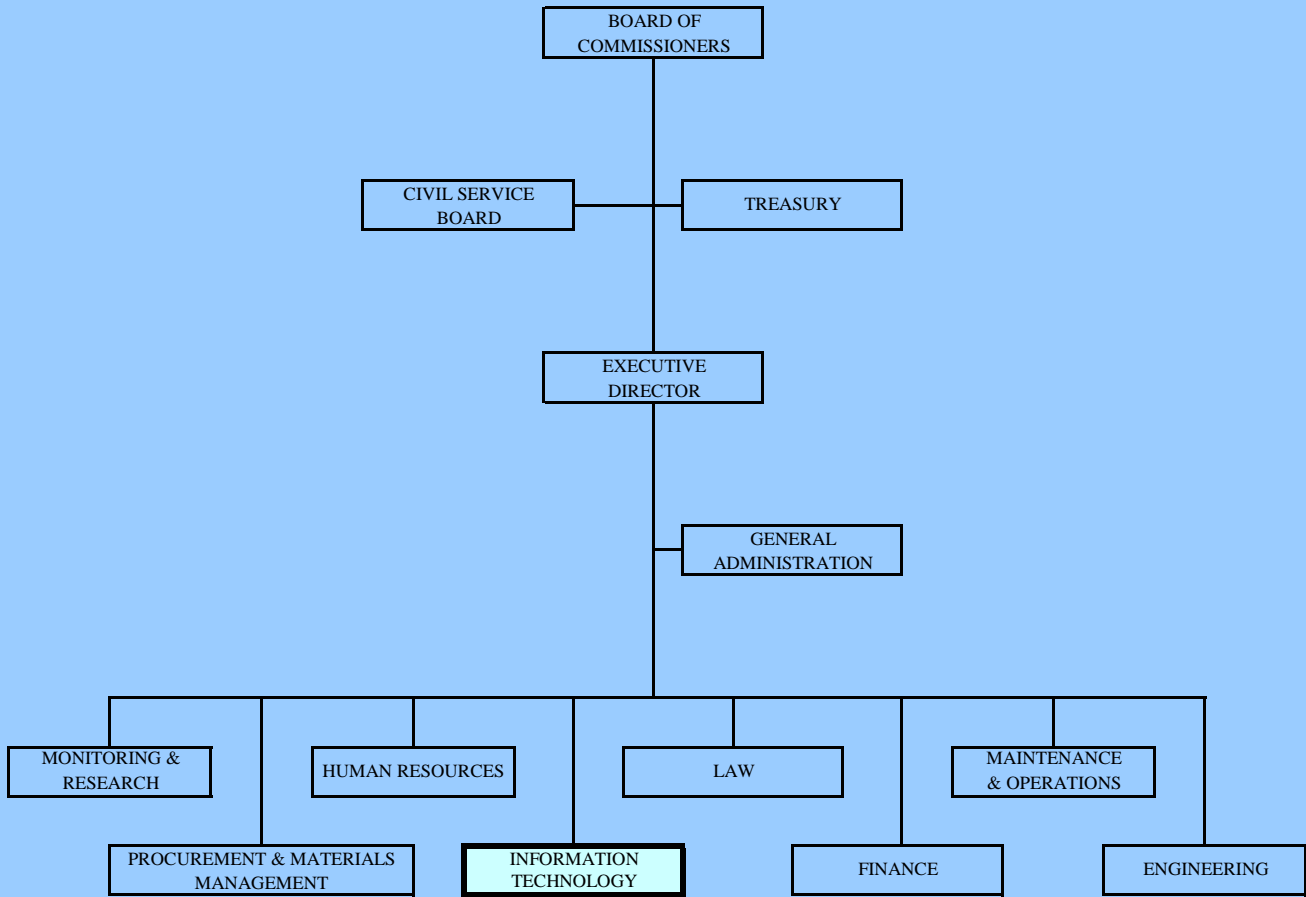 BOARD OF
COMMISSIONERS
CIVIL SERVICE
BOARD
TREASURY
EXECUTIVE
DIRECTOR
GENERAL
ADMINISTRATION
MONITORING &
RESEARCH
HUMAN RESOURCES
LAW
MAINTENANCE
& OPERATIONS
PROCUREMENT & MATERIALS
MANAGEMENT
INFORMATION
TECHNOLOGY
FINANCE
ENGINEERING